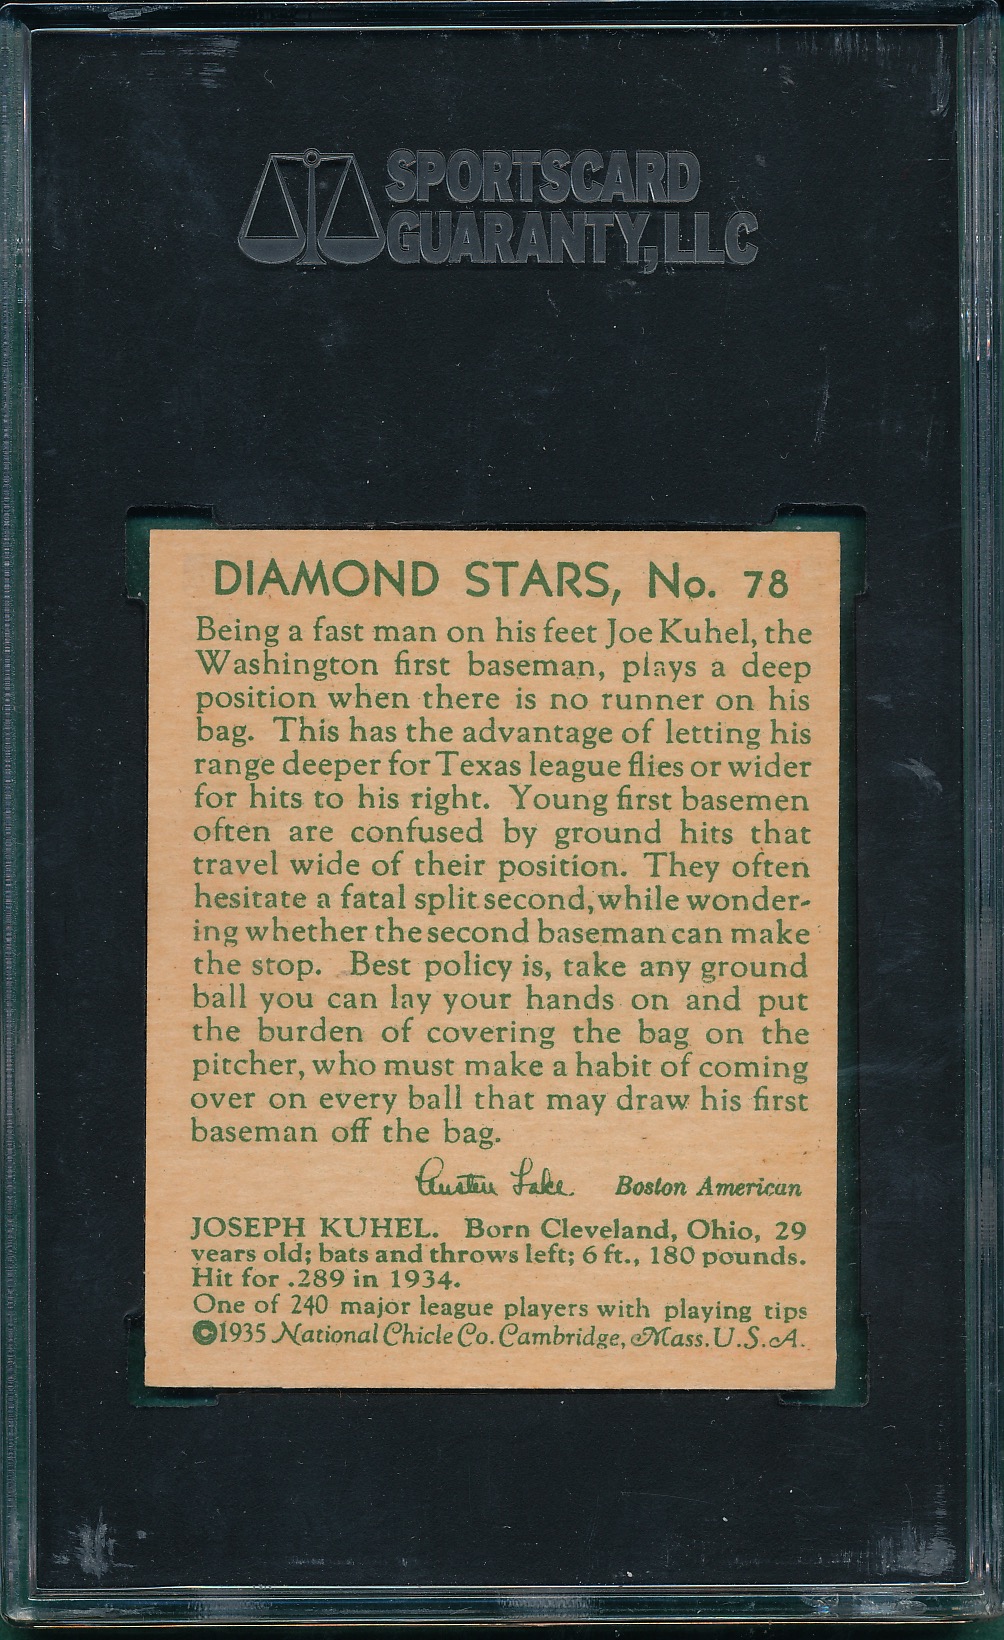 SPORTSCARD
GUARANTY, LLC
DIAMOND STARS, No. 78
Being a fast man on his feet Joe Kuhel, the
Washington first baseman, plays a deep
position when there is no runner on his
bag. This has the advantage of letting his
range deeper for Texas league flies or wider
for hits to his right. Young first basemen
often are confused by ground hits that
travel wide of their position. They often
hesitate a fatal split second, while wonder-
ing whether the second baseman can make
the stop. Best policy is, take any ground
ball you can lay your hands on and put
the burden of covering the bag on the
pitcher, who must make a habit of coming
over on every ball that may draw his first
baseman off the bag.
Austen Lake Boston American
JOSEPH KUHEL. Born Cleveland, Ohio, 29
years old; bats and throws left; 6 ft., 180 pounds.
Hit for .289 in 1934.
One of 240 major league players with playing tips
©1935 National Chicle Co. Cambridge, Mass. U.S.A.